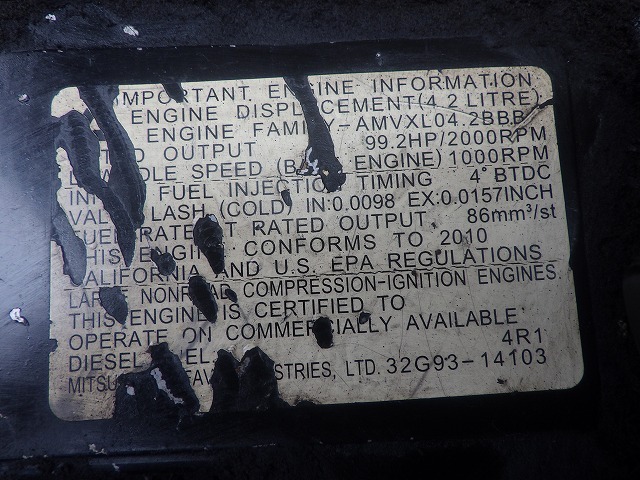 IMPORTANT ENGINE INFORMATION
ENGINE DISPLACEMENT(4.2 LITRE)
ENGINE FAMILY-AMVXL04.2BBB
OUTPUT 99.2HP/2000RPM
SPEED ENGINE) 1000RPM
FUEL INJECTION TIMING 4° BTDC
LASH (COLD) IN:0.0098 EX:0.0157INCH
FUEL RATE AT RATED OUTPUT 86mm³/st
THIS ENGINE CONFORMS TO 2010
CALIFORNIA AND U.S. EPA REGULATIONS
LARGE NONROAD COMPRESSION-IGNITION ENGINES.
THIS ENGINE IS CERTIFIED TO
OPERATE ON COMMERCIALLY AVAILABLE
DIESEL FUEL. 4R1
LTD. 32G93-14103